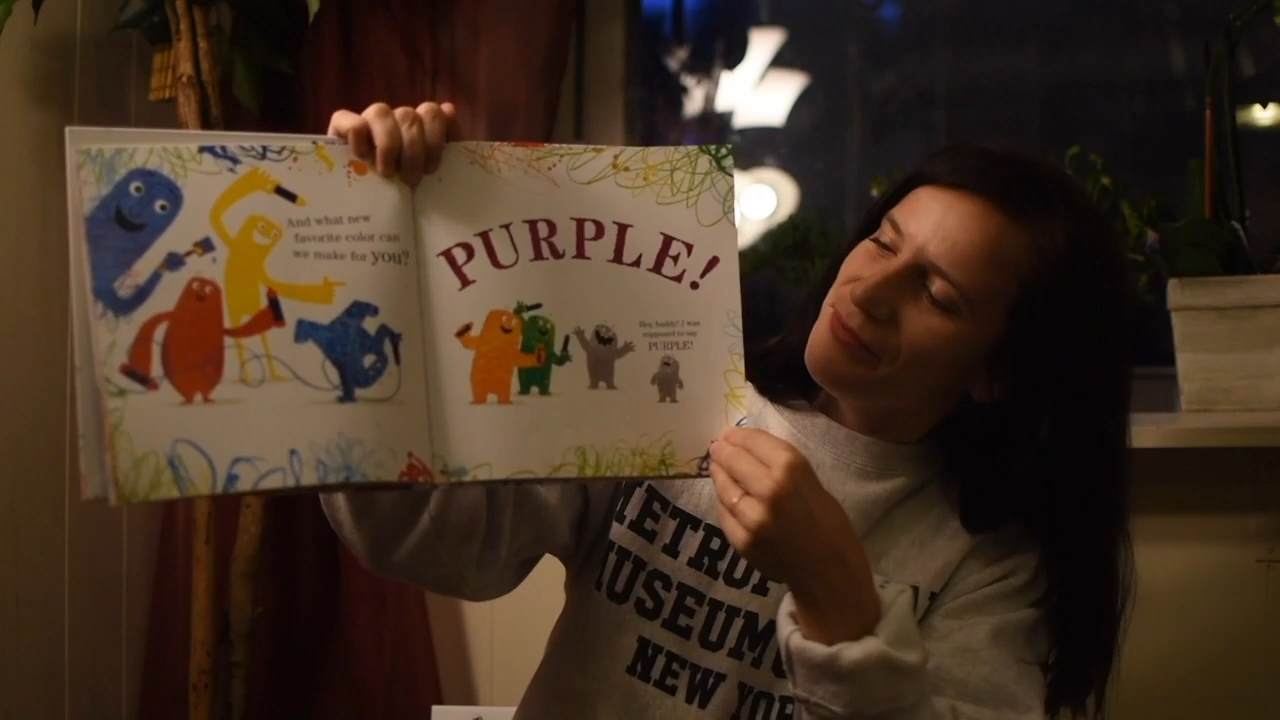 And what new
favorite color can
we make for you?
PURPLE!
Hey, buddy! I was
supposed to say
PURPLE!
METROPO
MUSEUM
NEW YOR